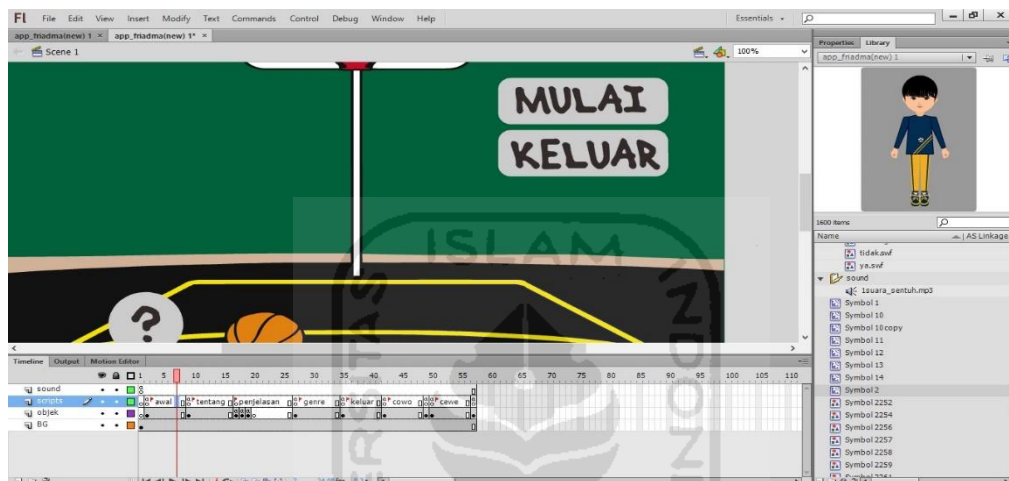 Fl File Edit View Insert Modify Text Commands Control Debug Window Help Essentials
app_friadma(new) 1 × app_friadma(new) 1* ×
Scene 1 100%
Properties Library
app_friadma(new) 1
MULAI
KELUAR
?
ISLAM
1600 items
Name AS Linkage
tidak.swf
ya.swf
sound
1suara_sentuh.mp3
Symbol 1
Symbol 10
Symbol 10 copy
Symbol 11
Symbol 12
Symbol 13
Symbol 14
Symbol 2
Symbol 2252
Symbol 2254
Symbol 2256
Symbol 2257
Symbol 2258
Symbol 2259
Symbol 2261
Timeline Output Motion Editor
1 5 10 15 20 25 30 35 40 45 50 55 60 65 70 75 80 85 90 95 100 105 110
sound
scripts awal tentang penjelasan genre keluar cowo cewe
objek
BG